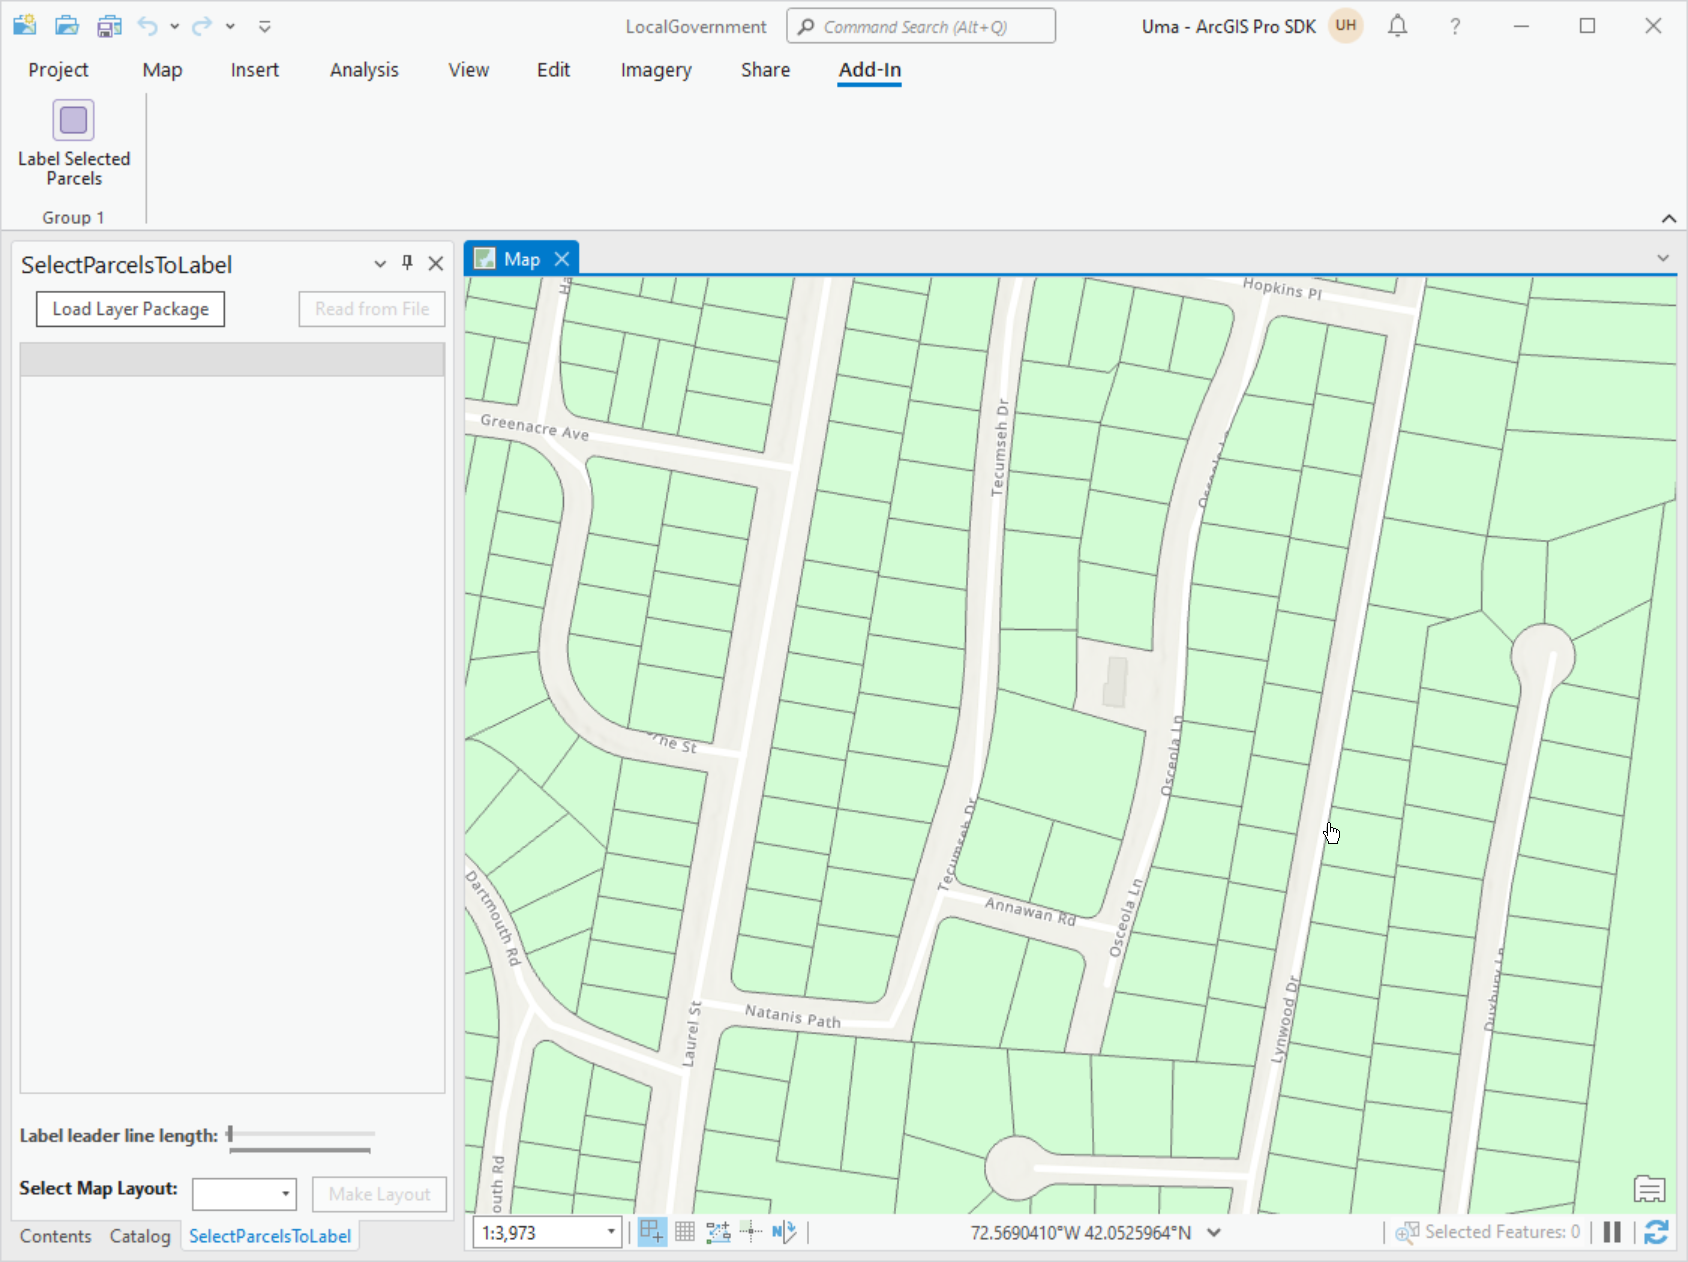 LocalGovernment
Command Search (Alt+Q)
Uma - ArcGIS Pro SDK
UH
?
Project
Map
Insert
Analysis
View
Edit
Imagery
Share
Add-In
Label Selected
Parcels
Group 1
SelectParcelsToLabel
Load Layer Package
Read from File
Label leader line length:
Select Map Layout:
Make Layout
Contents
Catalog
SelectParcelsToLabel
Map
Hopkins Pl
Greenacre Ave
Tecumseh Dr
Osceola Ln
Tecumseh Dr
Annawan Rd
Osceola Ln
Dartmouth Rd
Natanis Path
Laurel St
Lynwood Dr
Duxbury Ln
outh Rd
ne St
1:3,973
N
72.5690410°W 42.0525964°N
Selected Features: 0